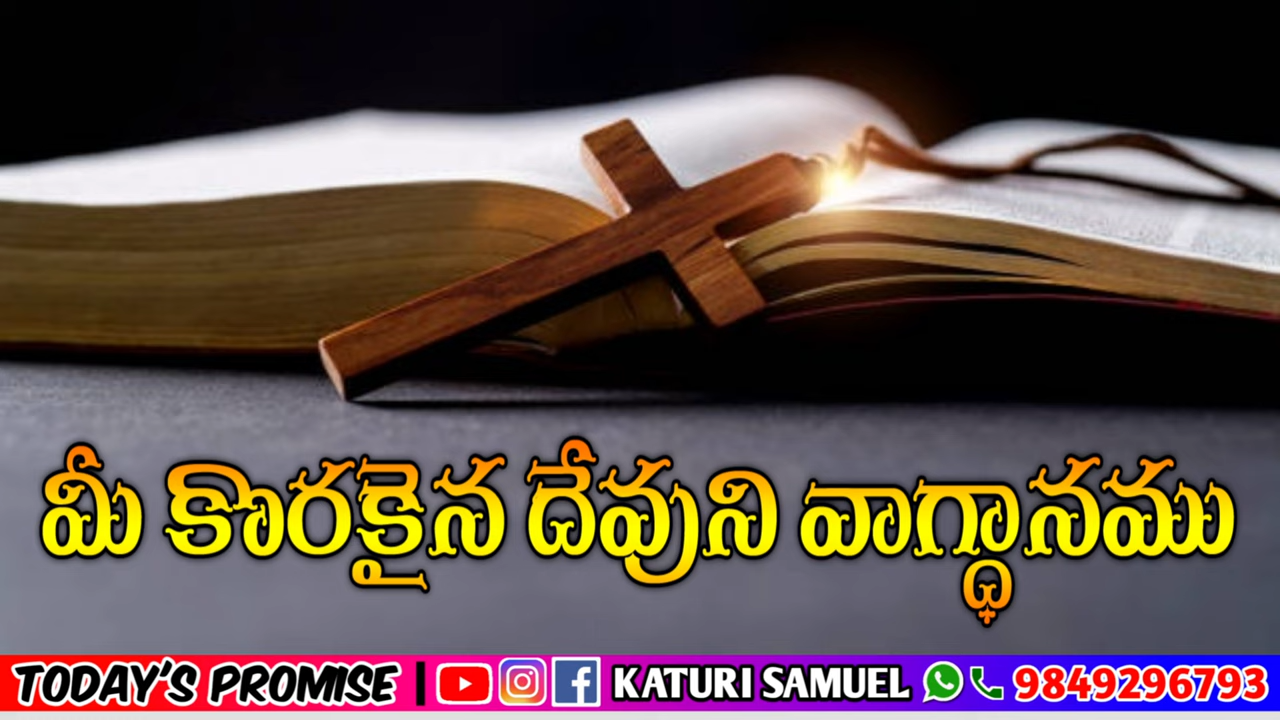 మీ కొరకైన దేవుని వాగ్ధానము
TODAY'S PROMISE | KATURI SAMUEL 9849296793